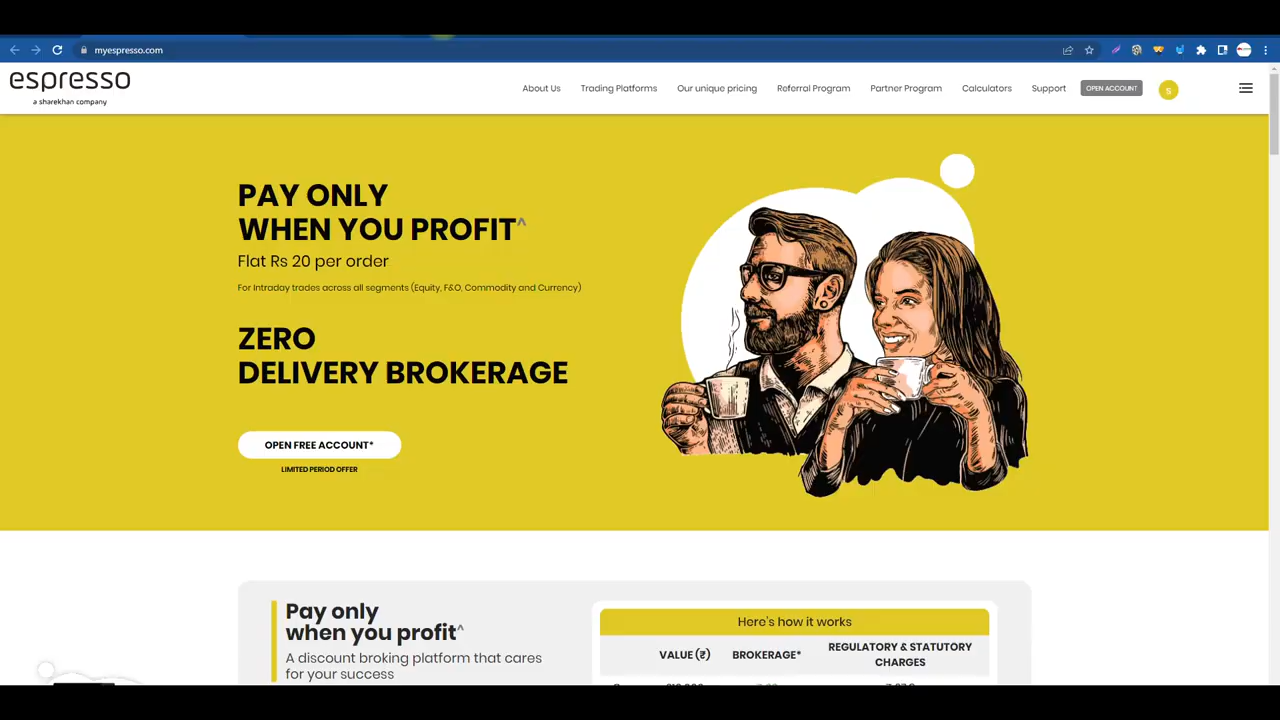 myespresso.com
espresso
a sharekhan company
About Us
Trading Platforms
Our unique pricing
Referral Program
Partner Program
Calculators
Support
OPEN ACCOUNT
S
PAY ONLY
WHEN YOU PROFIT^
Flat Rs 20 per order
For Intraday trades across all segments (Equity, F&O, Commodity and Currency)
ZERO
DELIVERY BROKERAGE
OPEN FREE ACCOUNT*
LIMITED PERIOD OFFER
Pay only
when you profit^
A discount broking platform that cares
for your success
Here's how it works
VALUE (₹)
BROKERAGE*
REGULATORY & STATUTORY
CHARGES